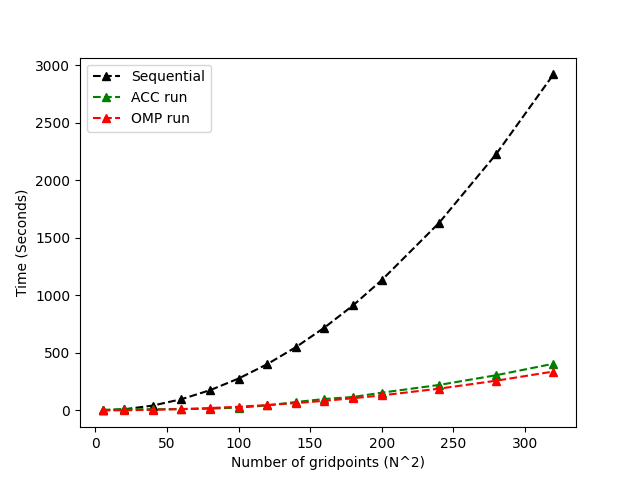 3000
2500
2000
1500
1000
500
0
Time (Seconds)
Sequential
ACC run
OMP run
0 50 100 150 200 250 300
Number of gridpoints (N^2)